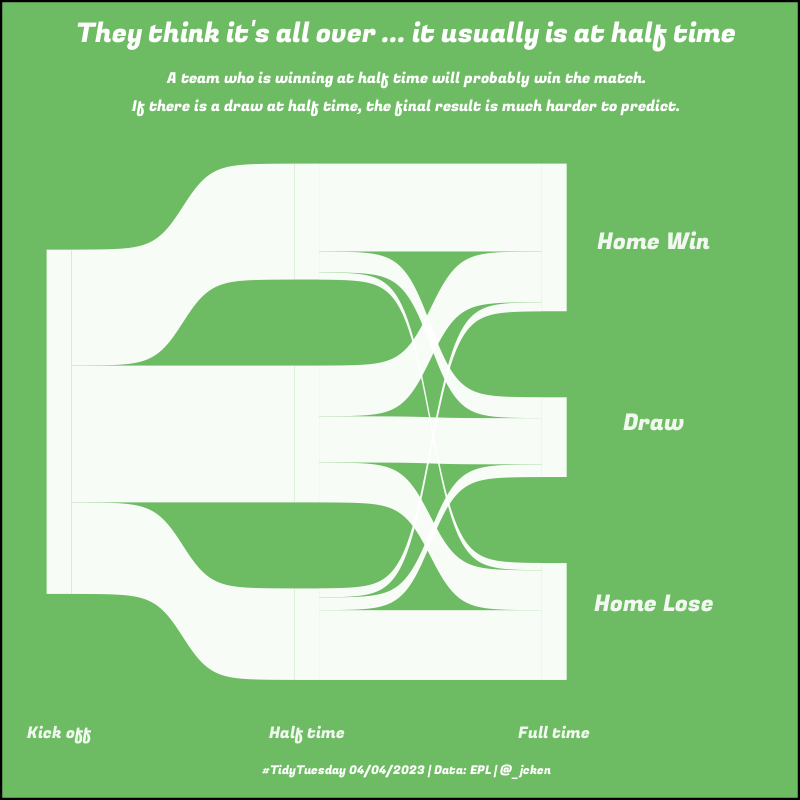 They think it's all over ... it usually is at half time
A team who is winning at half time will probably win the match.
If there is a draw at half time, the final result is much harder to predict.
Home Win
Draw
Home Lose
Kick off
Half time
Full time
#TidyTuesday 04/04/2023 | Data: EPL | @_jcken